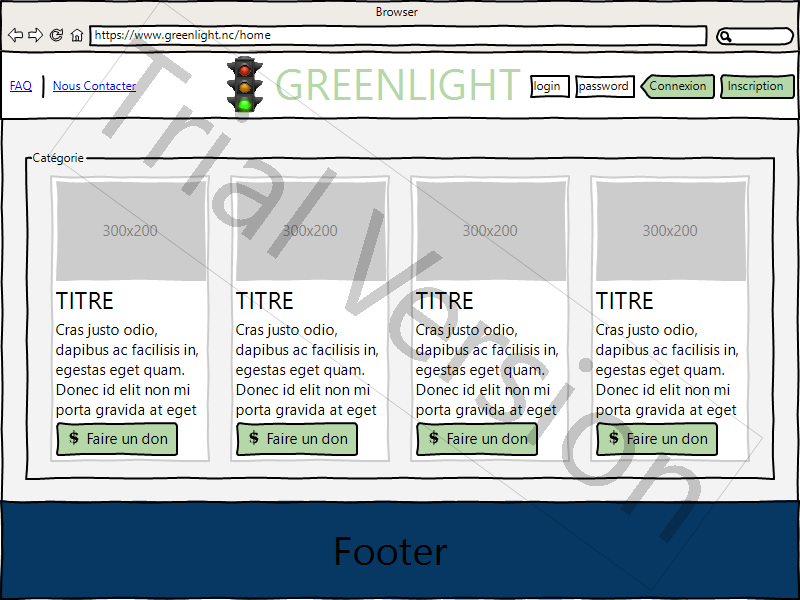 Browser
https://www.greenlight.nc/home
FAQ
Nous Contacter
GREENLIGHT
login
password
Connexion
Inscription
Catégorie
300x200
TITRE
Cras justo odio,
dapibus ac facilisis in,
egestas eget quam.
Donec id elit non mi
porta gravida at eget
$ Faire un don
300x200
TITRE
Cras justo odio,
dapibus ac facilisis in,
egestas eget quam.
Donec id elit non mi
porta gravida at eget
$ Faire un don
300x200
TITRE
Cras justo odio,
dapibus ac facilisis in,
egestas eget quam.
Donec id elit non mi
porta gravida at eget
$ Faire un don
300x200
TITRE
Cras justo odio,
dapibus ac facilisis in,
egestas eget quam.
Donec id elit non mi
porta gravida at eget
$ Faire un don
Trial Version
Footer